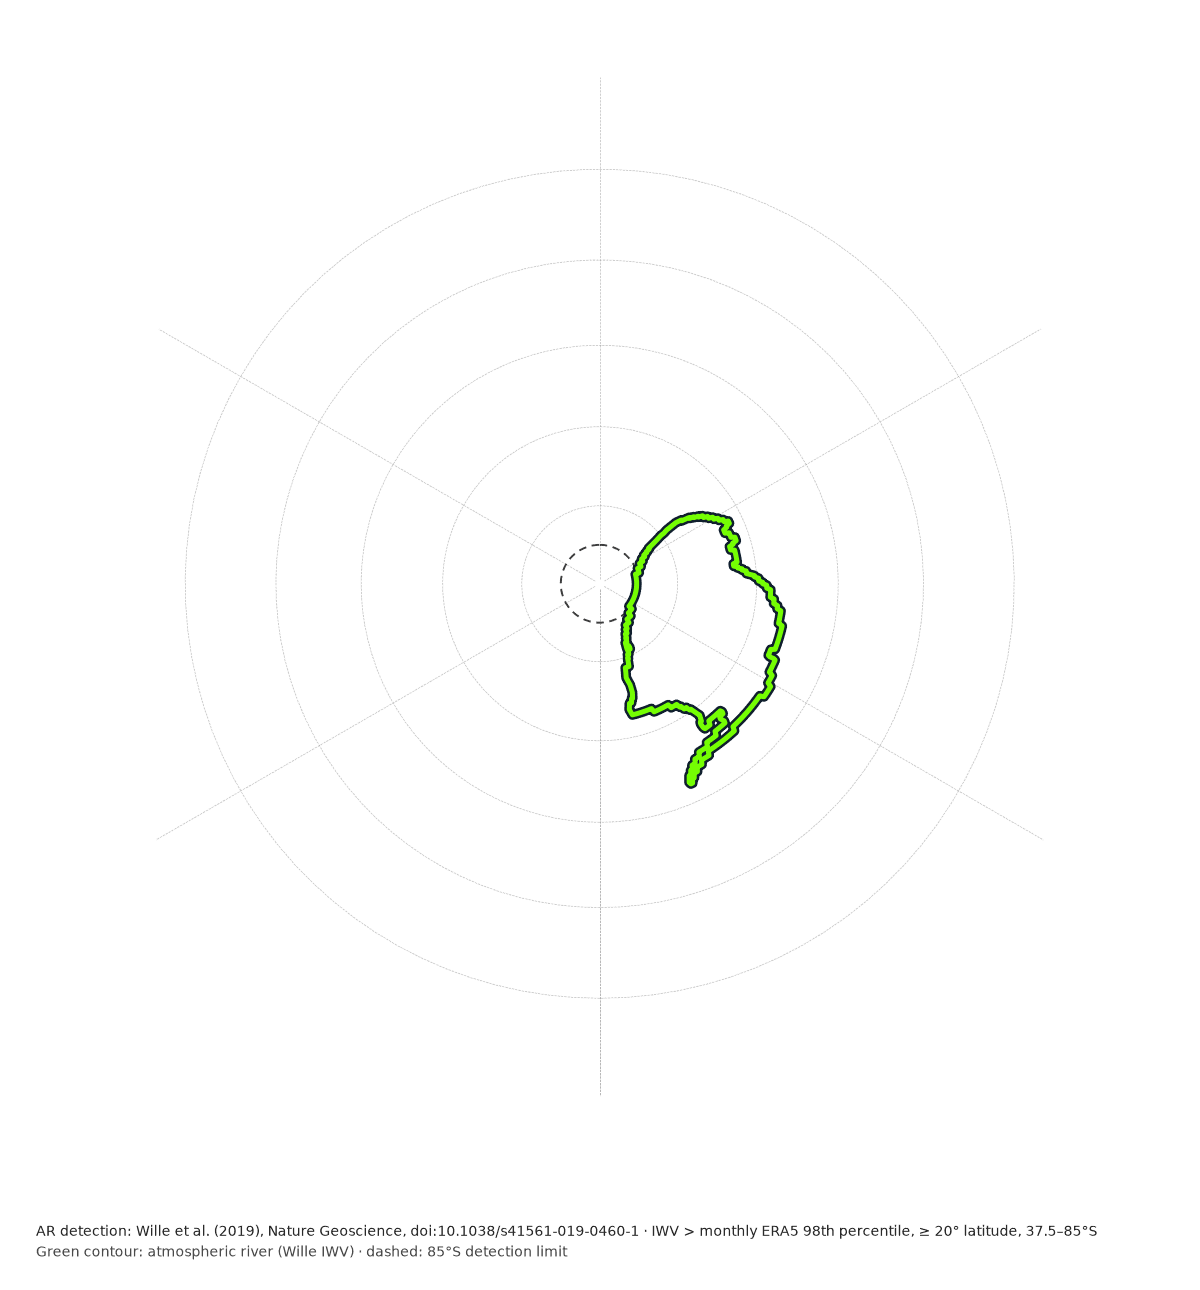 AR detection: Wille et al. (2019), Nature Geoscience, doi:10.1038/s41561-019-0460-1 · IWV > monthly ERA5 98th percentile, ≥ 20° latitude, 37.5–85°S
Green contour: atmospheric river (Wille IWV) · dashed: 85°S detection limit